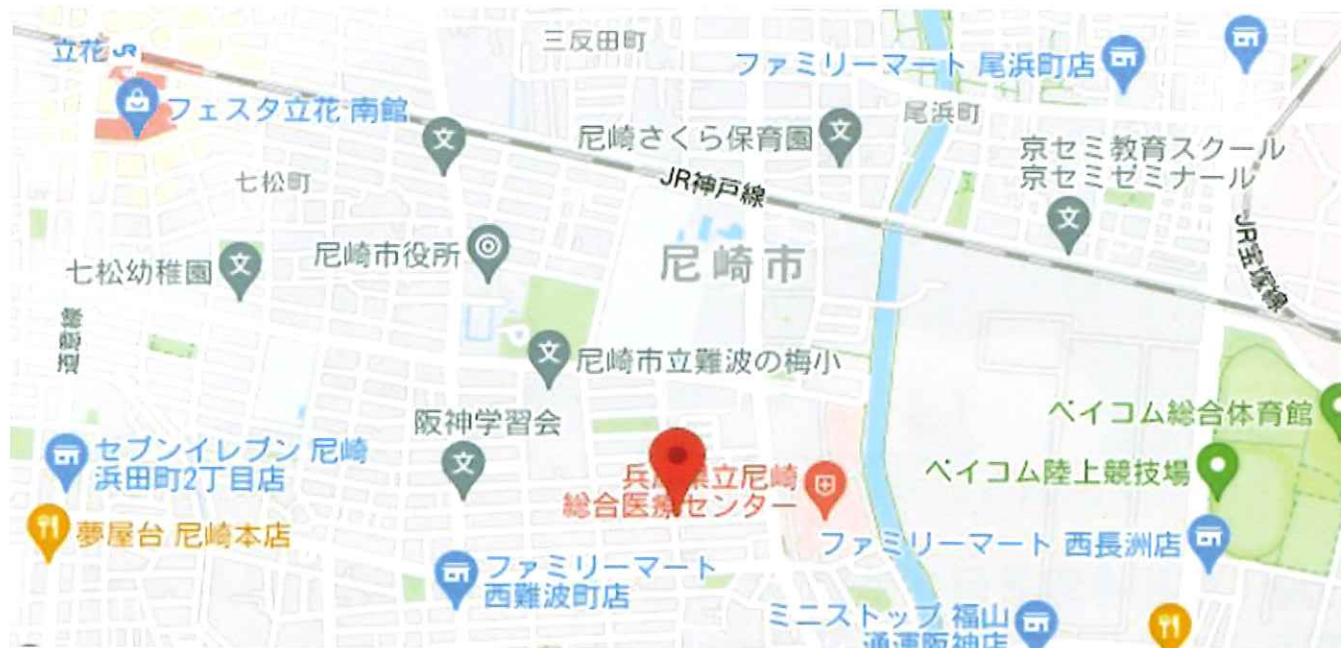 立花 JR
三反田町
ファミリーマート 尾浜町店
フェスタ立花 南館
尼崎さくら保育園
尾浜町
京セミ教育スクール
京セミゼミナール
七松町
JR神戸線
尼崎市役所
尼崎市
七松幼稚園
JR宝塚線
道意線
尼崎市立難波の梅小
阪神学習会
ベイコム総合体育館
セブンイレブン 尼崎
浜田町2丁目店
兵 県立尼崎
総合医療センター
ベイコム陸上競技場
夢屋台 尼崎本店
ファミリーマート 西長洲店
ファミリーマート
西難波町店
ミニストップ 福山
通運阪神店